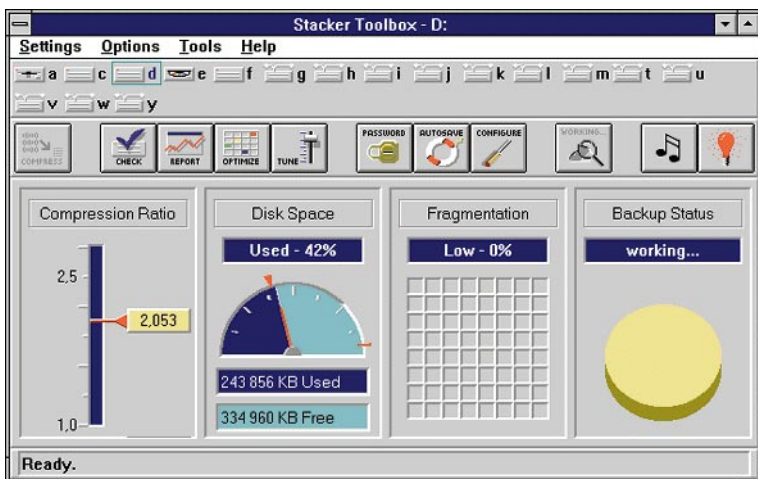 Stacker Toolbox - D:
Settings Options Tools Help
a c d e f g h i j k l m t u
v w y
COMPRESS CHECK REPORT OPTIMIZE TUNE PASSWORD AUTOSAVE CONFIGURE WORKING...
Compression Ratio
2,5
2,053
1,0
Disk Space
Used - 42%
243 856 KB Used
334 960 KB Free
Fragmentation
Low - 0%
Backup Status
working...
Ready.